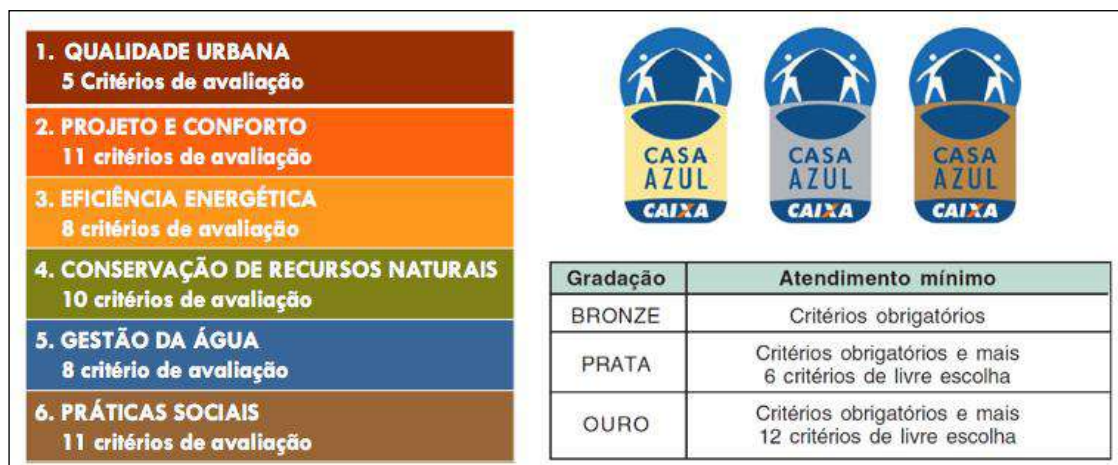 1. QUALIDADE URBANA
5 Critérios de avaliação
2. PROJETO E CONFORTO
11 critérios de avaliação
3. EFICIÊNCIA ENERGÉTICA
8 critérios de avaliação
4. CONSERVAÇÃO DE RECURSOS NATURAIS
10 critérios de avaliação
5. GESTÃO DA ÁGUA
8 critério de avaliação
6. PRÁTICAS SOCIAIS
11 critérios de avaliação
CASA
AZUL
CAIXA
CASA
AZUL
CAIXA
CASA
AZUL
CAIXA
Gradação Atendimento mínimo
BRONZE Critérios obrigatórios
PRATA Critérios obrigatórios e mais
6 critérios de livre escolha
OURO Critérios obrigatórios e mais
12 critérios de livre escolha